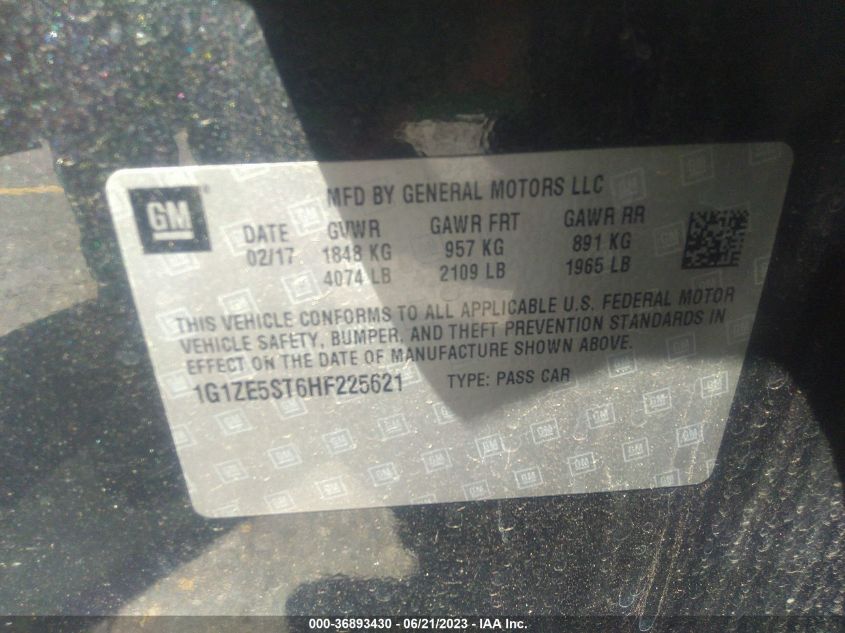 GM
MFD BY GENERAL MOTORS LLC
DATE GVWR GAWR FRT GAWR RR
02/17 1848 KG 957 KG 891 KG
4074 LB 2109 LB 1965 LB
THIS VEHICLE CONFORMS TO ALL APPLICABLE U.S. FEDERAL MOTOR
VEHICLE SAFETY, BUMPER, AND THEFT PREVENTION STANDARDS IN
EFFECT ON THE DATE OF MANUFACTURE SHOWN ABOVE.
1G1ZE5ST6HF225621 TYPE: PASS CAR
000-36893430 - 06/21/2023 - IAA Inc.